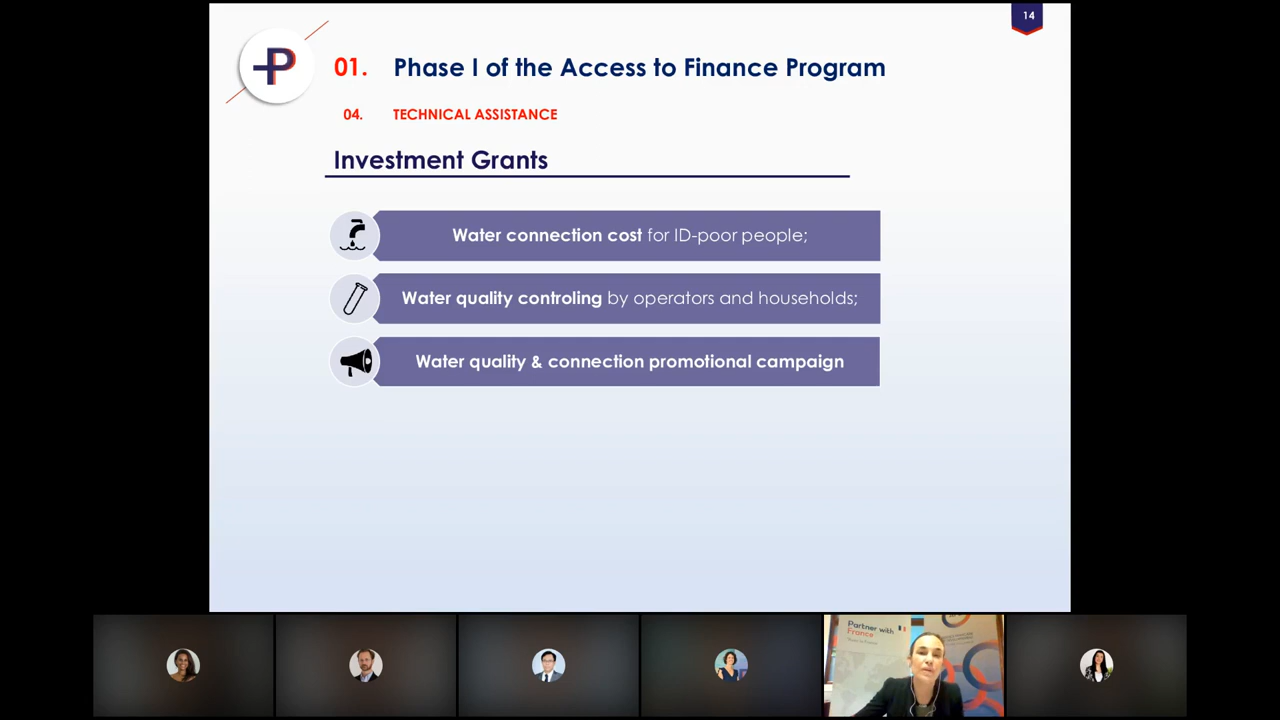 14
01. Phase I of the Access to Finance Program
04. TECHNICAL ASSISTANCE
Investment Grants
Water connection cost for ID-poor people;
Water quality controling by operators and households;
Water quality & connection promotional campaign
Partner with
France